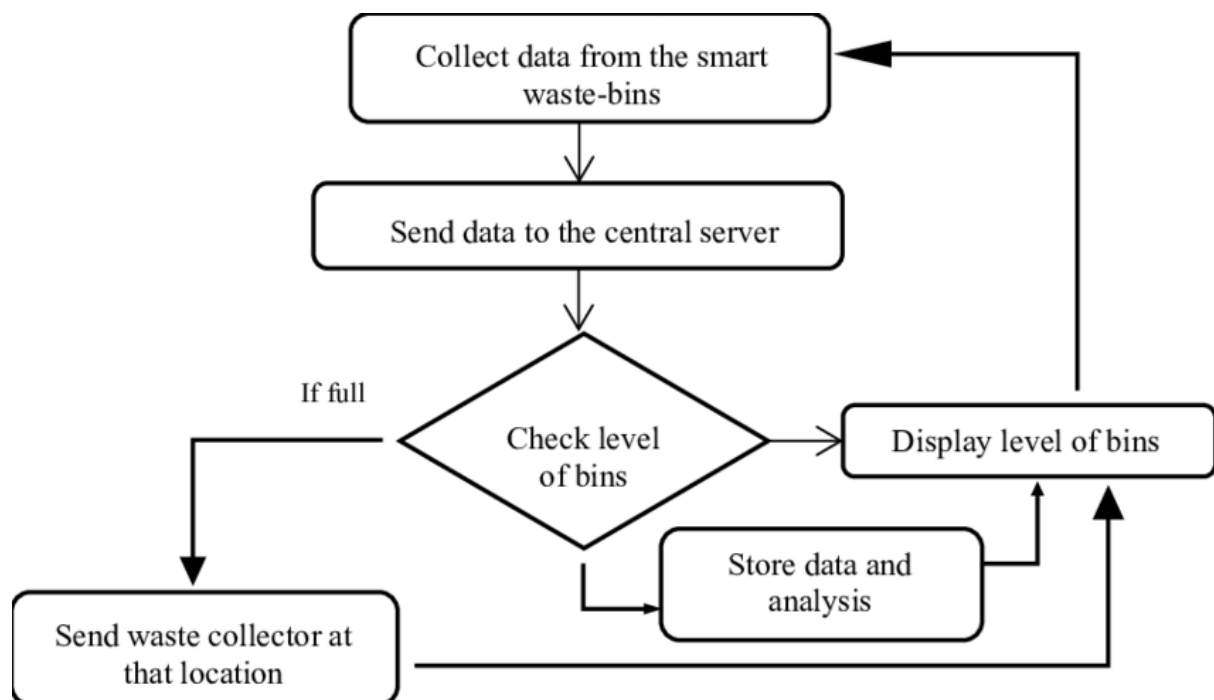 Collect data from the smart
waste-bins
Send data to the central server
If full
Check level
of bins
Display level of bins
Store data and
analysis
Send waste collector at
that location